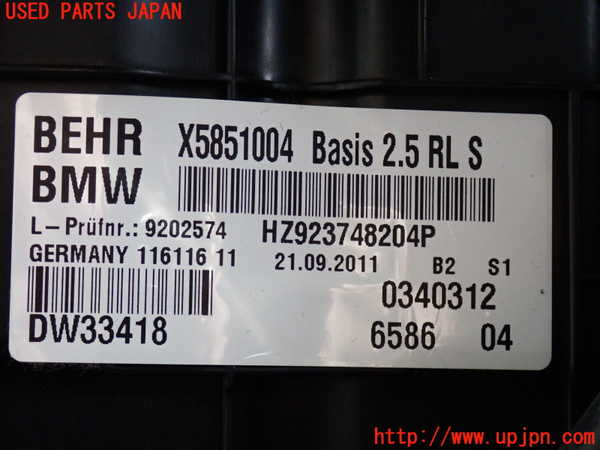 USED PARTS JAPAN
BEHR X5851004 Basis 2.5 RL S
BMW
L-Prüfnr.: 9202574 HZ923748204P
GERMANY 116116 11 21.09.2011 B2 S1
0340312
DW33418 6586 04
http://www.upjpn.com/